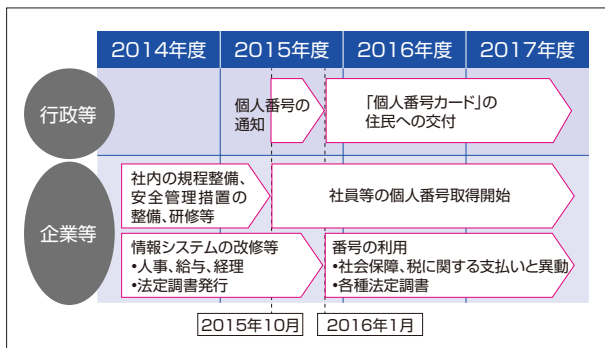 2014年度 2015年度 2016年度 2017年度
行政等
個人番号の
通知
「個人番号カード」の
住民への交付
企業等
社内の規程整備、
安全管理措置の
整備、研修等
社員等の個人番号取得開始
情報システムの改修等
•人事、給与、経理
•法定調書発行
番号の利用
•社会保障、税に関する支払いと異動
•各種法定調書
2015年10月 2016年1月